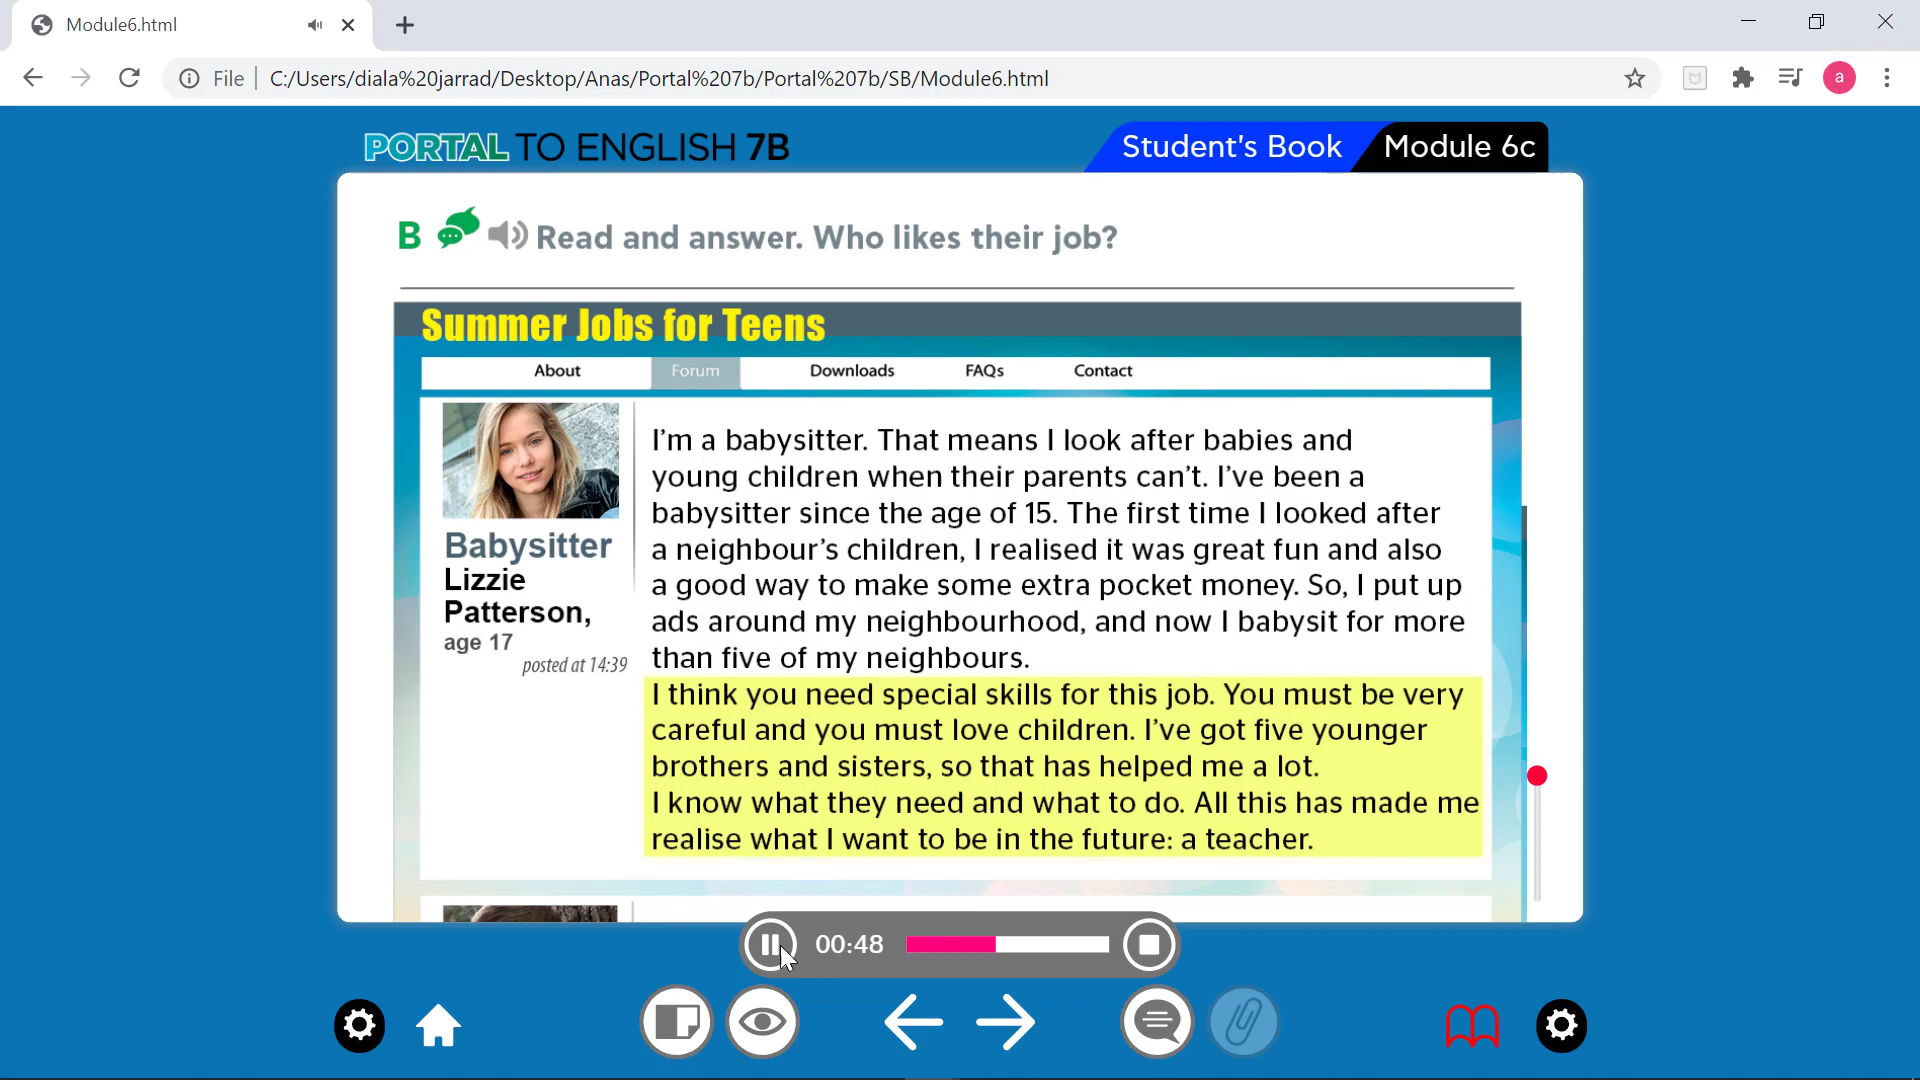 Module6.html
File
C:/Users/diala%20jarrad/Desktop/Anas/Portal%207b/Portal%207b/SB/Module6.html
a
PORTAL TO ENGLISH 7B
Student's Book
Module 6c
B
Read and answer. Who likes their job?
Summer Jobs for Teens
About
Forum
Downloads
FAQs
Contact
Babysitter
Lizzie
Patterson,
age 17
posted at 14:39
I'm a babysitter. That means I look after babies and
young children when their parents can't. I've been a
babysitter since the age of 15. The first time I looked after
a neighbour's children, I realised it was great fun and also
a good way to make some extra pocket money. So, I put up
ads around my neighbourhood, and now I babysit for more
than five of my neighbours.
I think you need special skills for this job. You must be very
careful and you must love children. I've got five younger
brothers and sisters, so that has helped me a lot.
I know what they need and what to do. All this has made me
realise what I want to be in the future: a teacher.
00:48